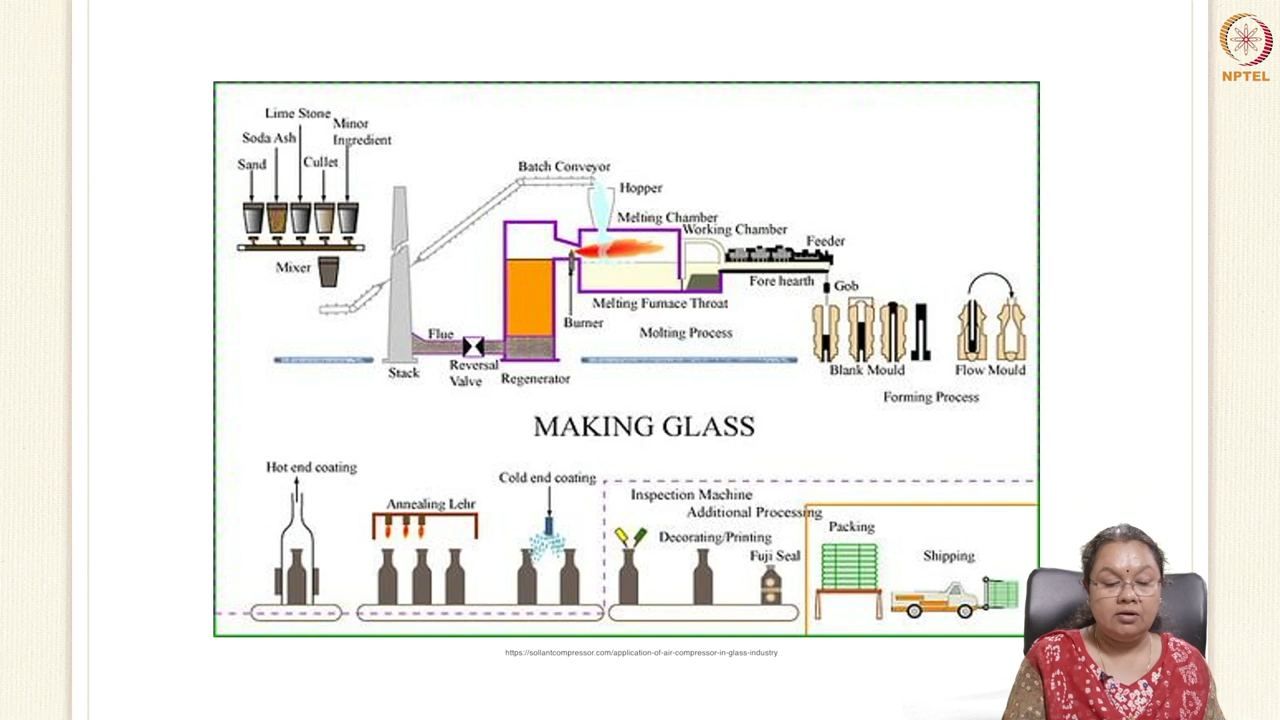 NPTEL
Lime Stone
Minor
Ingredient
Soda Ash
Sand
Cullet
Mixer
Batch Conveyor
Hopper
Melting Chamber
Working Chamber
Feeder
Fore hearth
Gob
Melting Furnace Throat
Burner
Molting Process
Flue
Stack
Reversal
Valve
Regenerator
Blank Mould
Flow Mould
Forming Process
MAKING GLASS
Hot end coating
Annealing Lehr
Cold end coating
Inspection Machine
Additional Processing
Decorating/Printing
Fuji Seal
Packing
Shipping
https://sollantcompressor.com/application-of-air-compressor-in-glass-industry